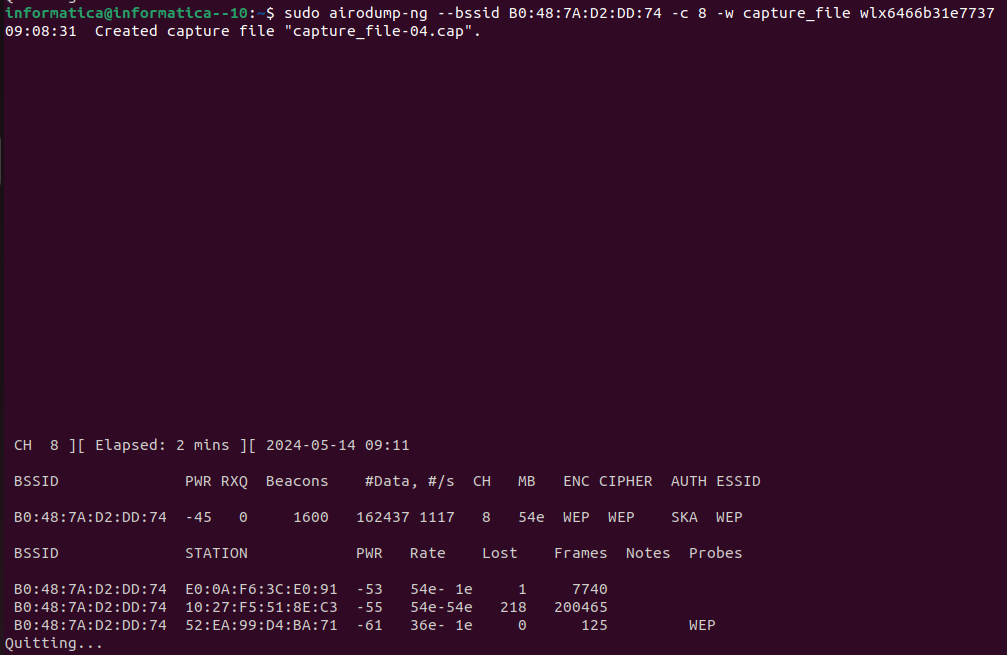 informatica@informatica--10:~$ sudo airodump-ng --bssid B0:48:7A:D2:DD:74 -c 8 -w capture_file wlx6466b31e7737
09:08:31  Created capture file "capture_file-04.cap".
CH  8 ][ Elapsed: 2 mins ][ 2024-05-14 09:11
BSSID              PWR RXQ  Beacons    #Data, #/s  CH   MB   ENC CIPHER  AUTH ESSID
B0:48:7A:D2:DD:74  -45   0     1600   162437 1117   8   54e  WEP  WEP    SKA  WEP
BSSID              STATION            PWR   Rate    Lost    Frames  Notes  Probes
B0:48:7A:D2:DD:74  E0:0A:F6:3C:E0:91  -53   54e- 1e     1     7740
B0:48:7A:D2:DD:74  10:27:F5:51:8E:C3  -55   54e-54e   218   200465
B0:48:7A:D2:DD:74  52:EA:99:D4:BA:71  -61   36e- 1e     0      125         WEP
Quitting...